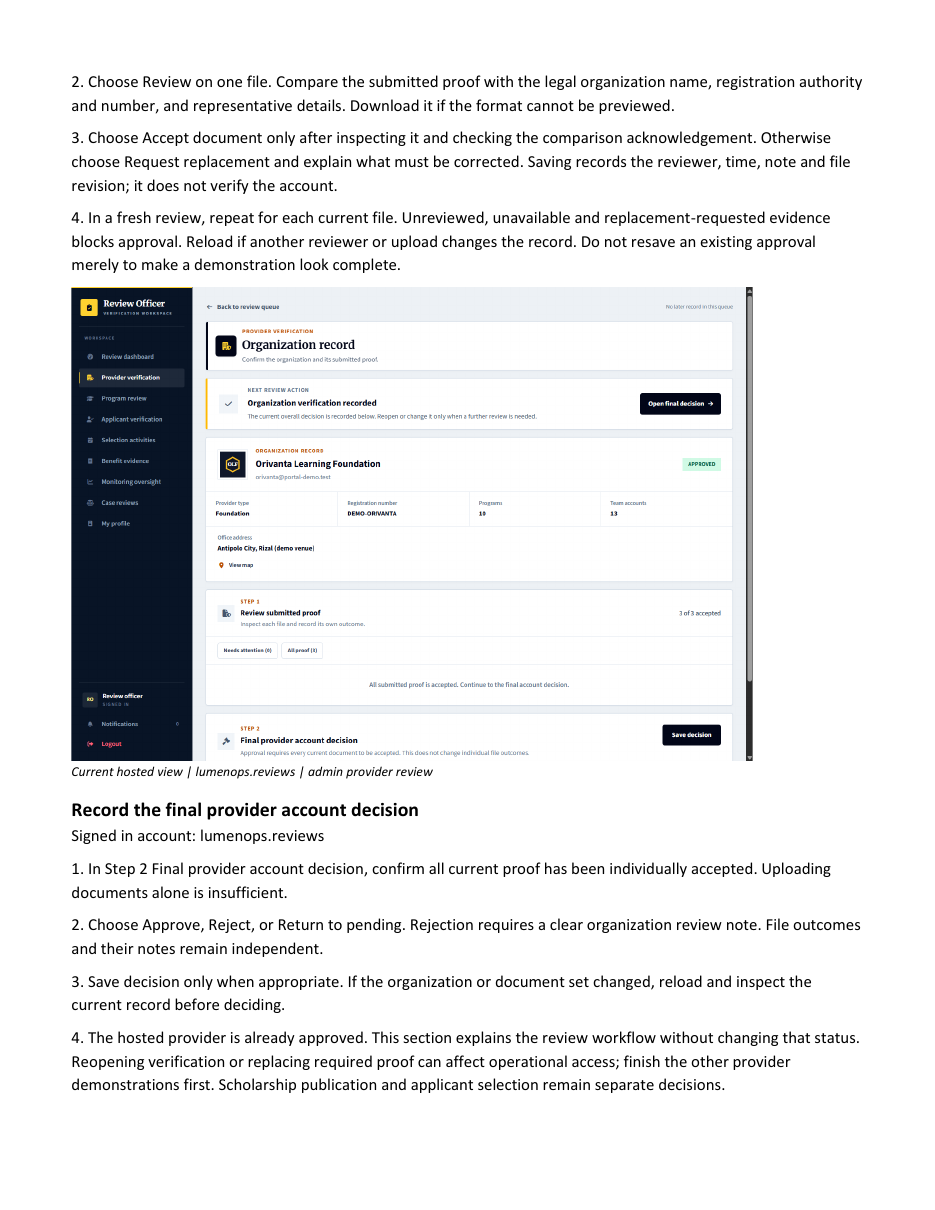 2. Choose Review on one file. Compare the submitted proof with the legal organization name, registration authority
and number, and representative details. Download it if the format cannot be previewed.
3. Choose Accept document only after inspecting it and checking the comparison acknowledgement. Otherwise
choose Request replacement and explain what must be corrected. Saving records the reviewer, time, note and file
revision; it does not verify the account.
4. In a fresh review, repeat for each current file. Unreviewed, unavailable and replacement-requested evidence
blocks approval. Reload if another reviewer or upload changes the record. Do not resave an existing approval
merely to make a demonstration look complete.
Review Officer
VERIFICATION WORKSPACE
WORKSPACE
Review dashboard
Provider verification
Program review
Applicant verification
Selection activities
Benefit evidence
Monitoring oversight
Case reviews
My profile
RO
Review officer
SIGNED IN
Notifications 0
Logout
← Back to review queue
No later record in this queue
PROVIDER VERIFICATION
Organization record
Confirm the organization and its submitted proof.
NEXT REVIEW ACTION
Organization verification recorded
The current overall decision is recorded below. Reopen or change it only when a further review is needed.
Open final decision →
ORGANIZATION RECORD
OLF
Orivanta Learning Foundation
orivanta@portal-demo.test
APPROVED
Provider type
Foundation
Registration number
DEMO-ORIVANTA
Programs
10
Team accounts
13
Office address
Antipolo City, Rizal (demo venue)
View map
STEP 1
Review submitted proof
Inspect each file and record its own outcome.
3 of 3 accepted
Needs attention (0)
All proof (3)
All submitted proof is accepted. Continue to the final account decision.
STEP 2
Final provider account decision
Approval requires every current document to be accepted. This does not change individual file outcomes.
Save decision
Current hosted view | lumenops.reviews | admin provider review
Record the final provider account decision
Signed in account: lumenops.reviews
1. In Step 2 Final provider account decision, confirm all current proof has been individually accepted. Uploading
documents alone is insufficient.
2. Choose Approve, Reject, or Return to pending. Rejection requires a clear organization review note. File outcomes
and their notes remain independent.
3. Save decision only when appropriate. If the organization or document set changed, reload and inspect the
current record before deciding.
4. The hosted provider is already approved. This section explains the review workflow without changing that status.
Reopening verification or replacing required proof can affect operational access; finish the other provider
demonstrations first. Scholarship publication and applicant selection remain separate decisions.